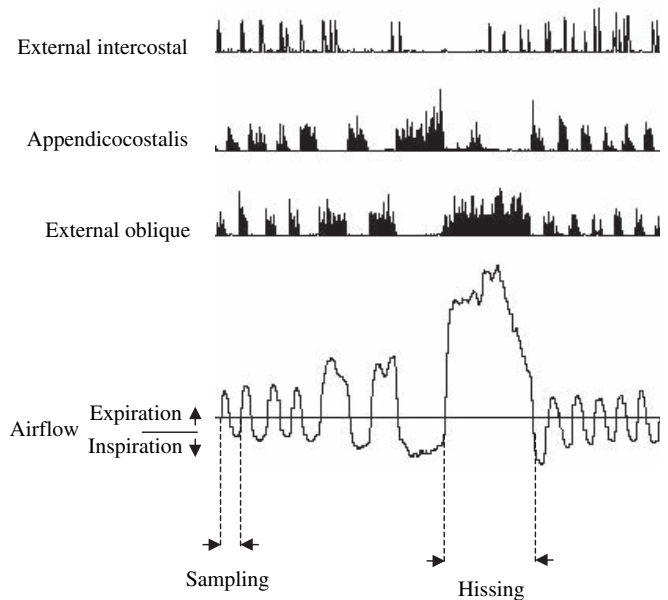 External intercostal
Appendicocostalis
External oblique
Expiration
Airflow
Inspiration
Sampling
Hissing